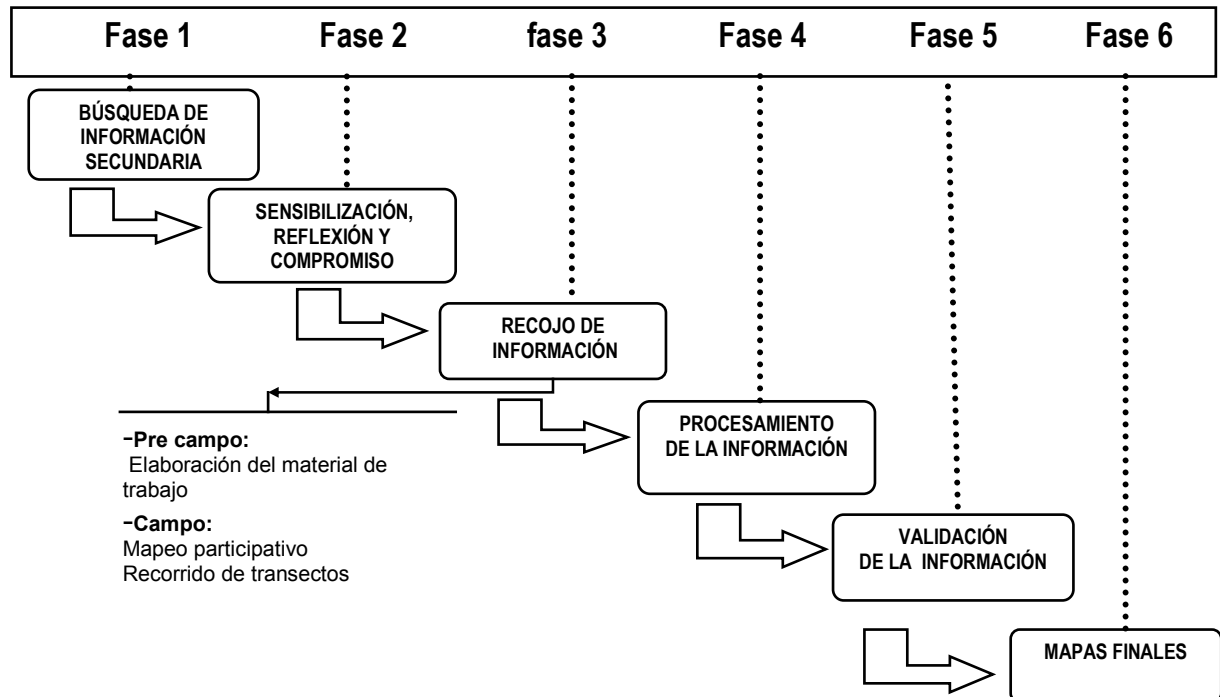 Fase 1 Fase 2 fase 3 Fase 4 Fase 5 Fase 6
BÚSQUEDA DE
INFORMACIÓN
SECUNDARIA
SENSIBILIZACIÓN,
REFLEXIÓN Y
COMPROMISO
RECOJO DE
INFORMACIÓN
-Pre campo:
Elaboración del material de
trabajo
-Campo:
Mapeo participativo
Recorrido de transectos
PROCESAMIENTO
DE LA INFORMACIÓN
VALIDACIÓN
DE LA INFORMACIÓN
MAPAS FINALES